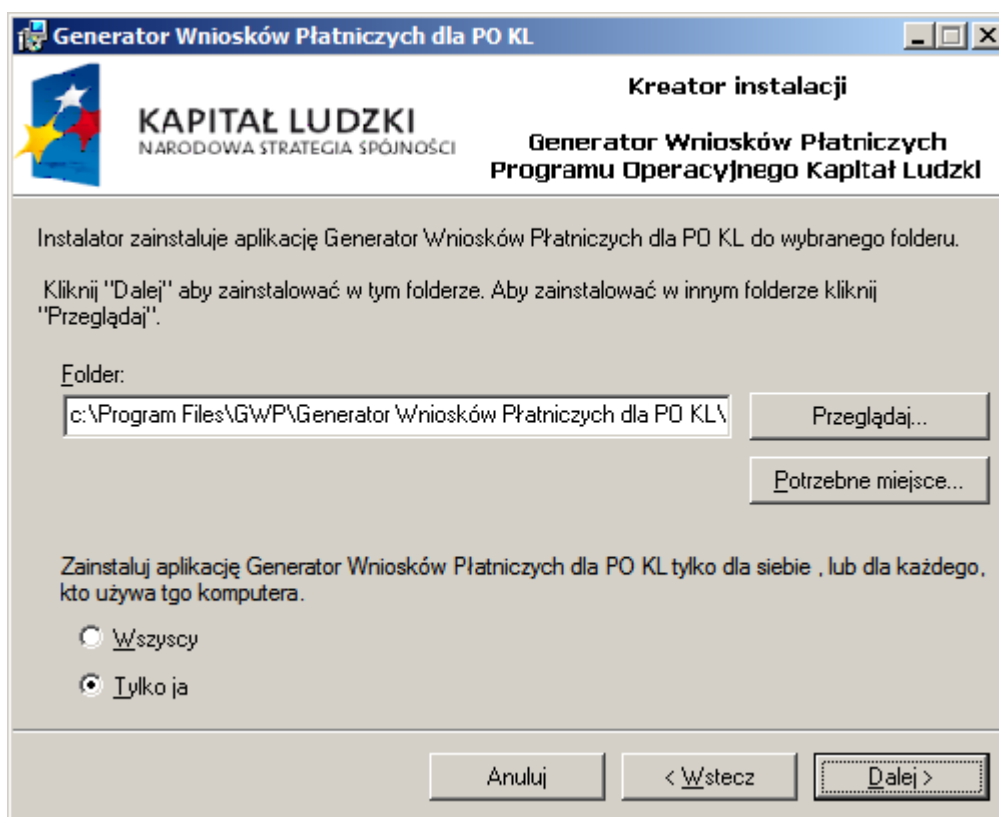 Generator Wniosków Płatniczych dla PO KL
KAPITAŁ LUDZKI
NARODOWA STRATEGIA SPÓJNOŚCI
Kreator instalacji
Generator Wniosków Płatniczych
Programu Operacyjnego Kapitał Ludzki
Instalator zainstaluje aplikację Generator Wniosków Płatniczych dla PO KL do wybranego folderu.
Kliknij "Dalej" aby zainstalować w tym folderze. Aby zainstalować w innym folderze kliknij
"Przeglądaj".
Folder:
c:\Program Files\GWP\Generator Wniosków Płatniczych dla PO KL\
Przeglądaj...
Potrzebne miejsce...
Zainstaluj aplikację Generator Wniosków Płatniczych dla PO KL tylko dla siebie , lub dla każdego,
kto używa tgo komputera.
Wszyscy
Tylko ja
Anuluj
< Wstecz
Dalej >